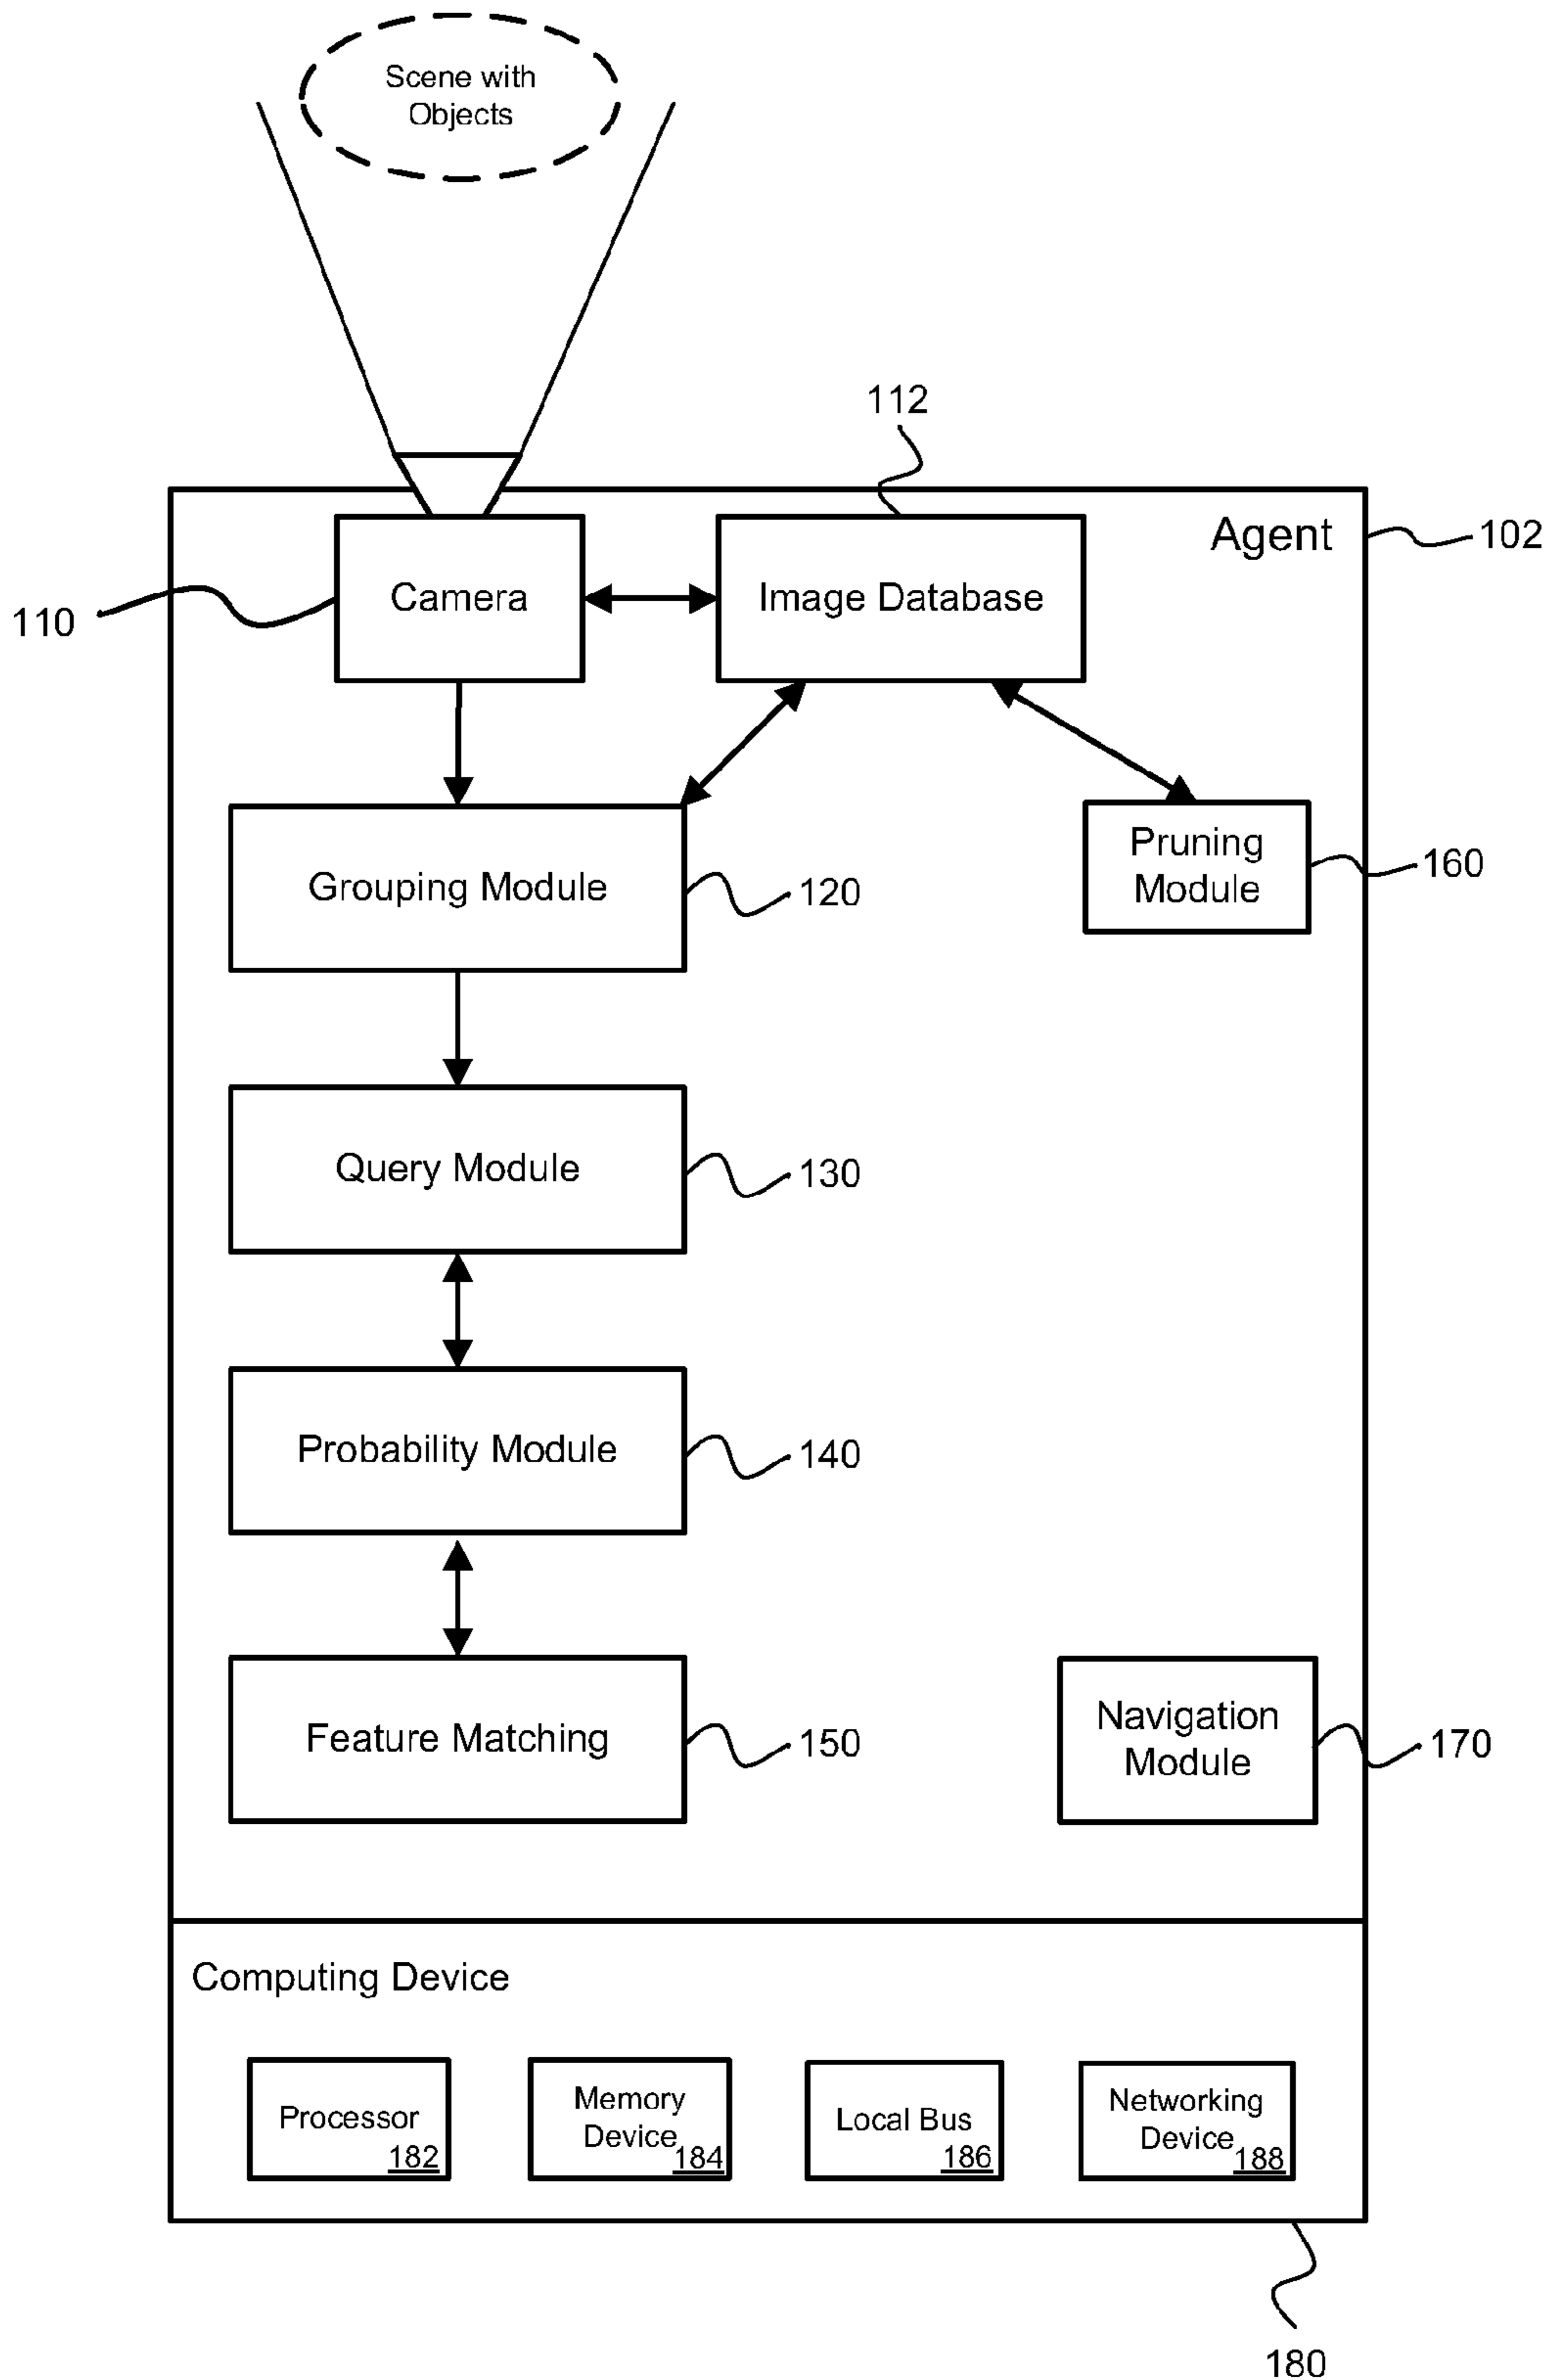 Scene with
Objects
112
Agent
102
Camera
Image Database
110
Pruning
Module
160
Grouping Module
120
Query Module
130
Probability Module
140
Navigation
Module
170
Feature Matching
150
Computing Device
Processor
182
Memory
Device
184
Local Bus
186
Networking
Device
188
180